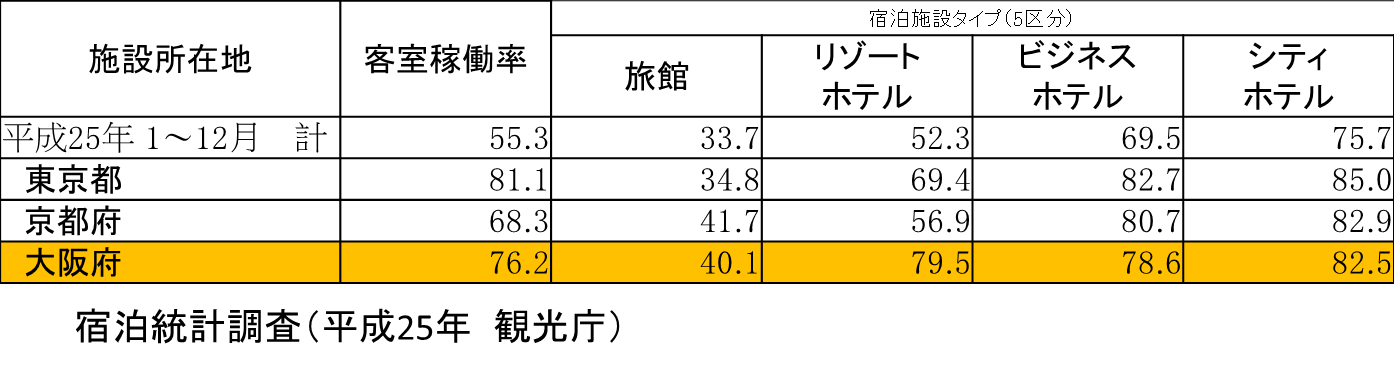 宿泊施設タイプ(5区分)
施設所在地 客室稼働率 旅館 リゾート ホテル ビジネス ホテル シティ ホテル
平成25年 1~12月 計 55.3 33.7 52.3 69.5 75.7
東京都 81.1 34.8 69.4 82.7 85.0
京都府 68.3 41.7 56.9 80.7 82.9
大阪府 76.2 40.1 79.5 78.6 82.5
宿泊統計調査(平成25年 観光庁)